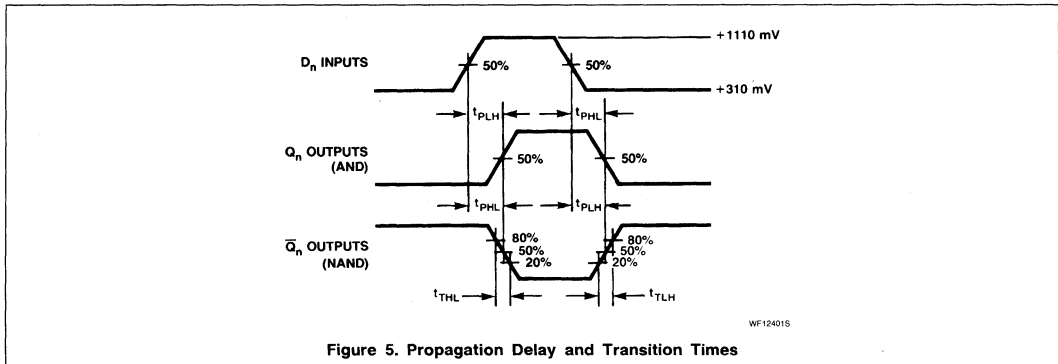 +1110 mV
Dn INPUTS
50%
50%
+310 mV
tPLH
tPHL
Qn OUTPUTS
(AND)
50%
50%
tPHL
tPLH
Q̅n OUTPUTS
(NAND)
80%
50%
20%
80%
50%
20%
tTHL
tTLH
WF12401S
Figure 5. Propagation Delay and Transition Times